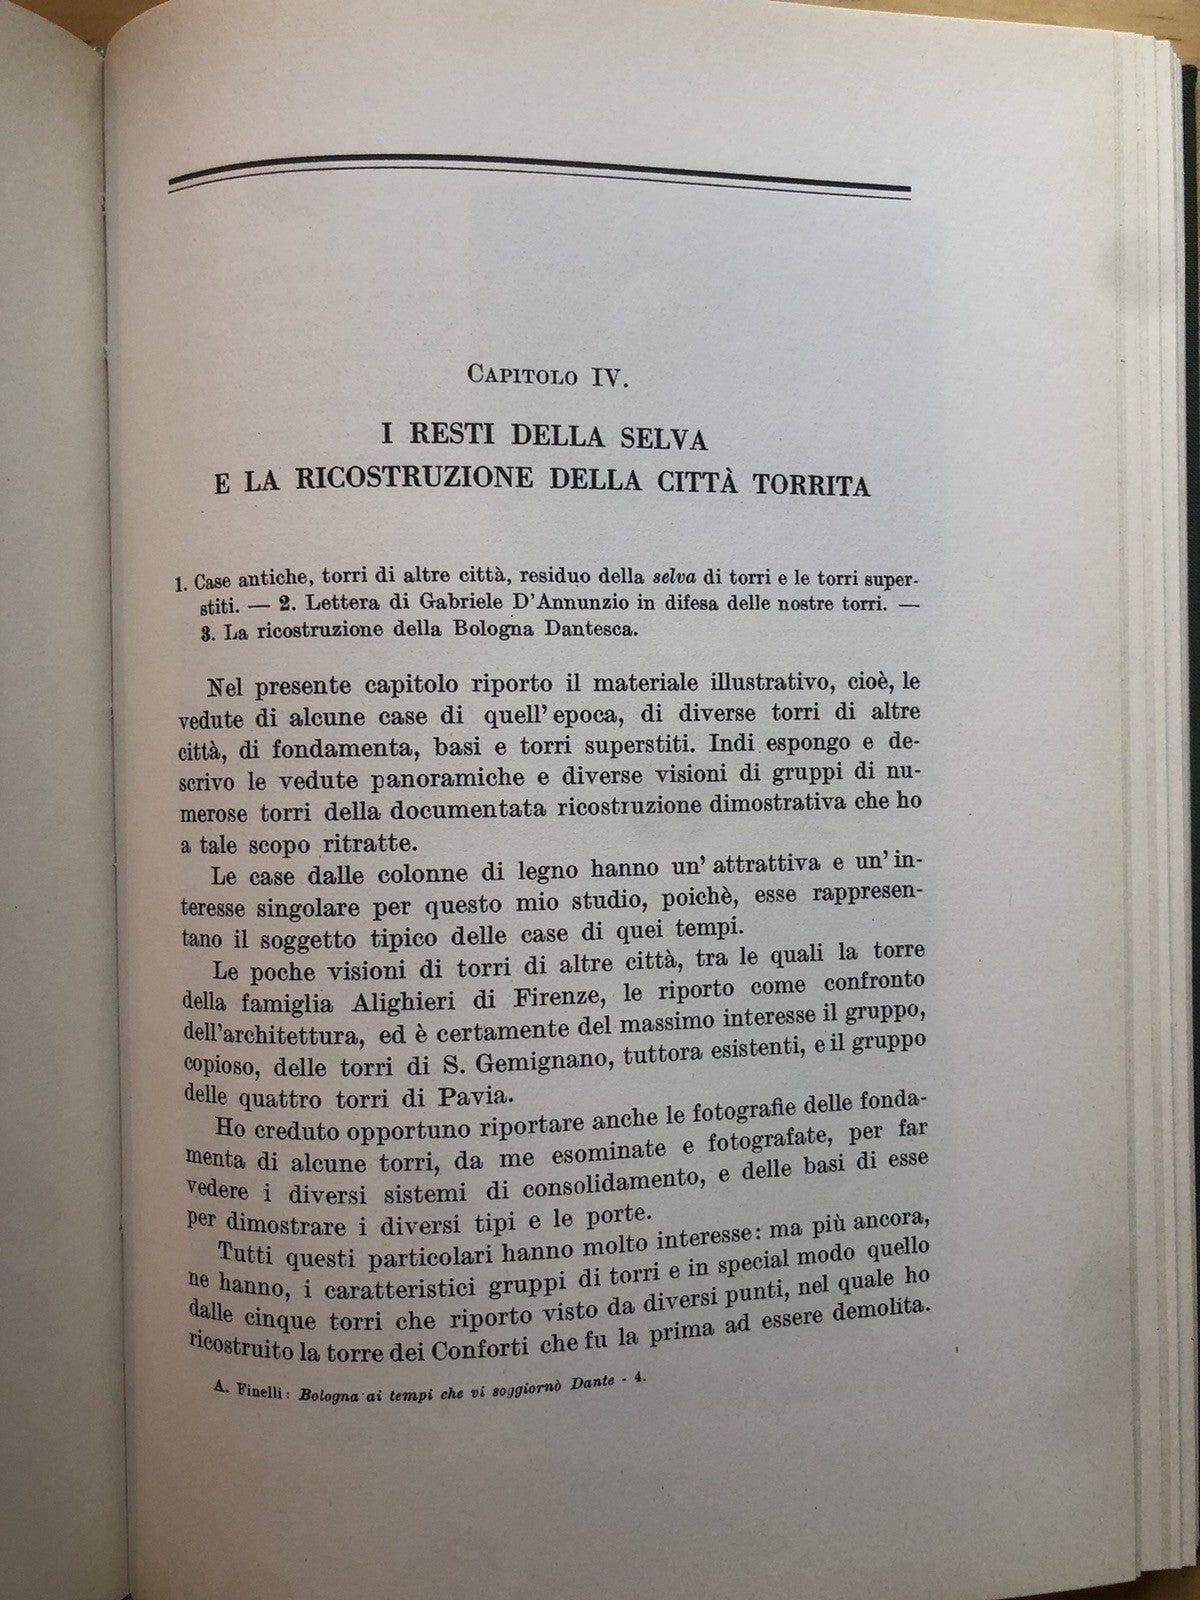 CAPITOLO IV.
I RESTI DELLA SELVA
E LA RICOSTRUZIONE DELLA CITTÀ TORRITA
1. Case antiche, torri di altre città, residuo della selva di torri e le torri super-
stiti. — 2. Lettera di Gabriele D'Annunzio in difesa delle nostre torri. —
3. La ricostruzione della Bologna Dantesca.
Nel presente capitolo riporto il materiale illustrativo, cioè, le
vedute di alcune case di quell' epoca, di diverse torri di altre
città, di fondamenta, basi e torri superstiti. Indi espongo e de-
scrivo le vedute panoramiche e diverse visioni di gruppi di nu-
merose torri della documentata ricostruzione dimostrativa che ho
a tale scopo ritratte.
Le case dalle colonne di legno hanno un' attrattiva e un' in-
teresse singolare per questo mio studio, poichè, esse rappresen-
tano il soggetto tipico delle case di quei tempi.
Le poche visioni di torri di altre città, tra le quali la torre
della famiglia Alighieri di Firenze, le riporto come confronto
dell'architettura, ed è certamente del massimo interesse il gruppo,
copioso, delle torri di S. Gemignano, tuttora esistenti, e il gruppo
delle quattro torri di Pavia.
Ho creduto opportuno riportare anche le fotografie delle fonda-
menta di alcune torri, da me esominate e fotografate, per far
vedere i diversi sistemi di consolidamento, e delle basi di esse
per dimostrare i diversi tipi e le porte.
Tutti questi particolari hanno molto interesse: ma più ancora,
ne hanno, i caratteristici gruppi di torri e in special modo quello
dalle cinque torri che riporto visto da diversi punti, nel quale ho
ricostruito la torre dei Conforti che fu la prima ad essere demolita.
A. Finelli: Bologna ai tempi che vi soggiornò Dante - 4.